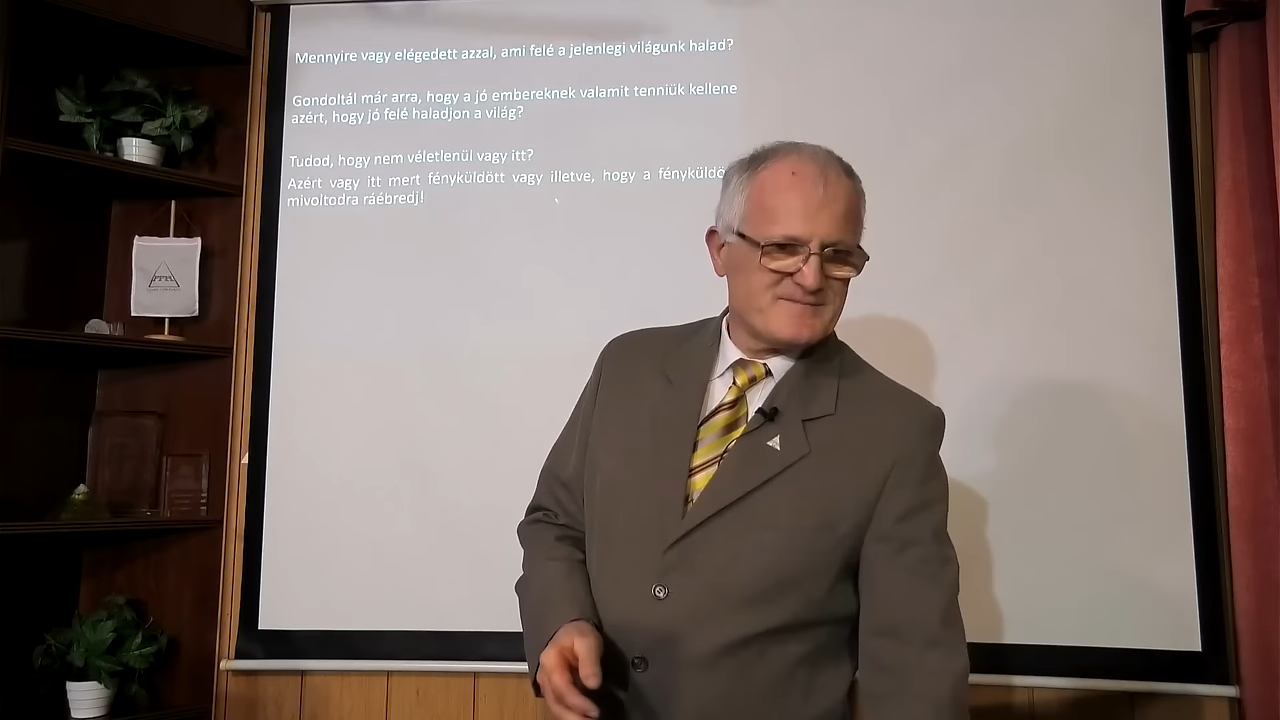 Mennyire vagy elégedett azzal, ami felé a jelenlegi világunk halad?
Gondoltál már arra, hogy a jó embereknek valamit tenniük kellene
azért, hogy jó felé haladjon a világ?
Tudod, hogy nem véletlenül vagy itt?
Azért vagy itt mert fényküldött vagy illetve, hogy a fényküldö
mivoltodra ráébredj!